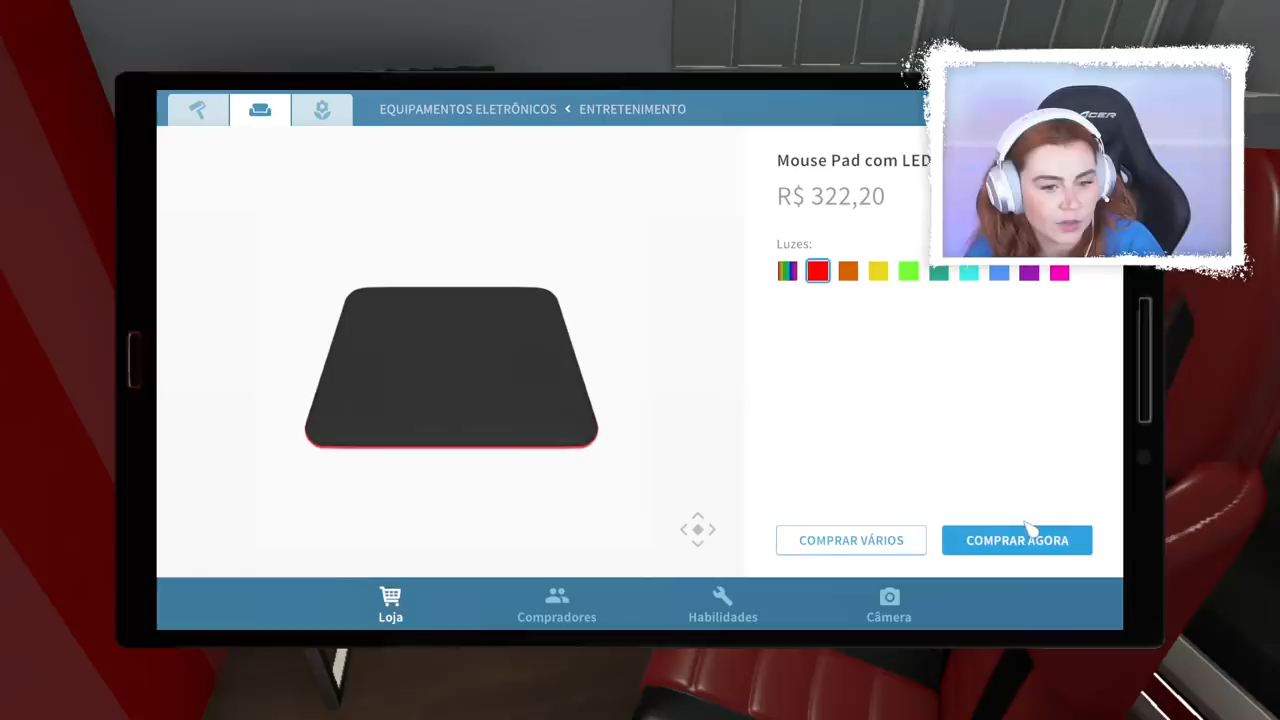 EQUIPAMENTOS ELETRÔNICOS < ENTRETENIMENTO
Mouse Pad com LED
R$ 322,20
Luzes:
COMPRAR VÁRIOS
COMPRAR AGORA
Loja
Compradores
Habilidades
Câmera